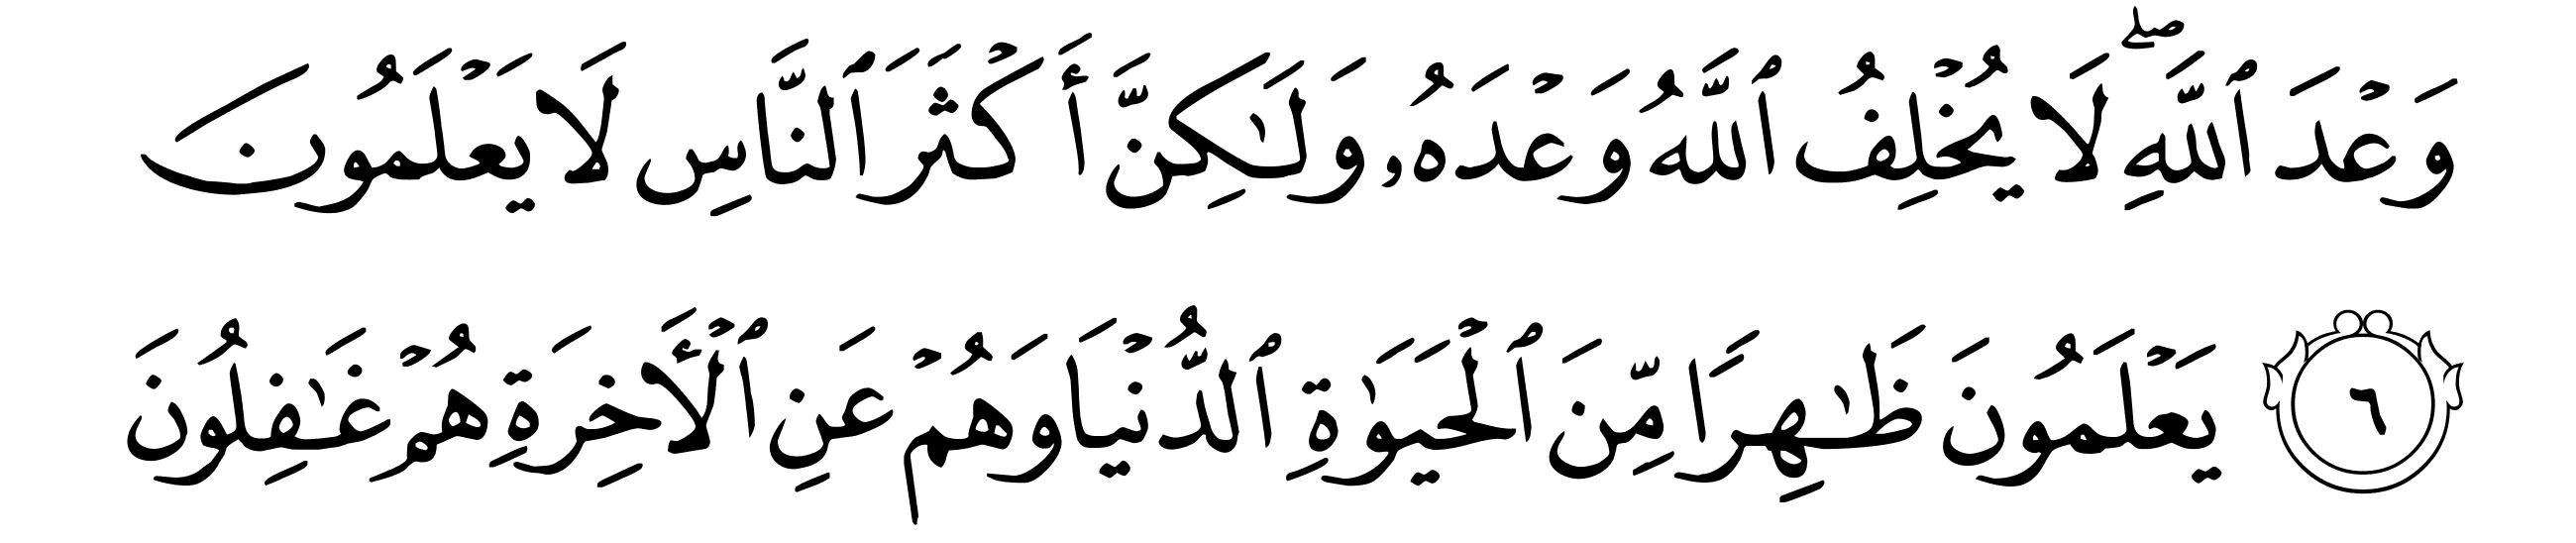 وَعْدَ ٱللَّهِ ۖ لَا يُخْلِفُ ٱللَّهُ وَعْدَهُۥ وَلَـٰكِنَّ أَكْثَرَ ٱلنَّاسِ لَا يَعْلَمُونَ
٦ يَعْلَمُونَ ظَـٰهِرًا مِّنَ ٱلْحَيَوٰةِ ٱلدُّنْيَا وَهُمْ عَنِ ٱلْأَخِرَةِ هُمْ غَـٰفِلُونَ